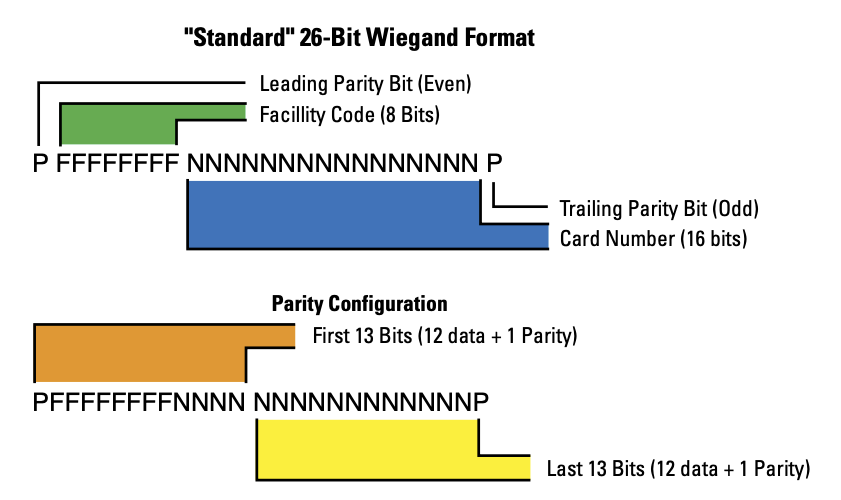 "Standard" 26-Bit Wiegand Format
Leading Parity Bit (Even)
Facillity Code (8 Bits)
P FFFFFFFF NNNNNNNNNNNNNNNN P
Trailing Parity Bit (Odd)
Card Number (16 bits)
Parity Configuration
First 13 Bits (12 data + 1 Parity)
PFFFFFFFFNNNN NNNNNNNNNNNNP
Last 13 Bits (12 data + 1 Parity)